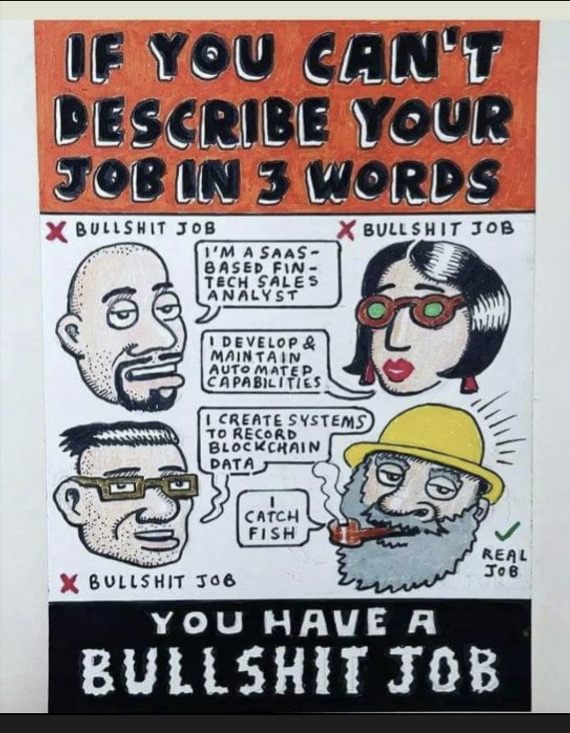 IF YOU CAN'T
DESCRIBE YOUR
JOB IN 3 WORDS
X BULLSHIT JOB
X BULLSHIT JOB
I'M A SAAS-
BASED FIN-
TECH SALES
ANALYST
I DEVELOP &
MAINTAIN
AUTOMATED
CAPABILITIES
I CREATE SYSTEMS
TO RECORD
BLOCKCHAIN
DATA
I
CATCH
FISH
✓
REAL
JOB
X BULLSHIT JOB
YOU HAVE A
BULLSHIT JOB